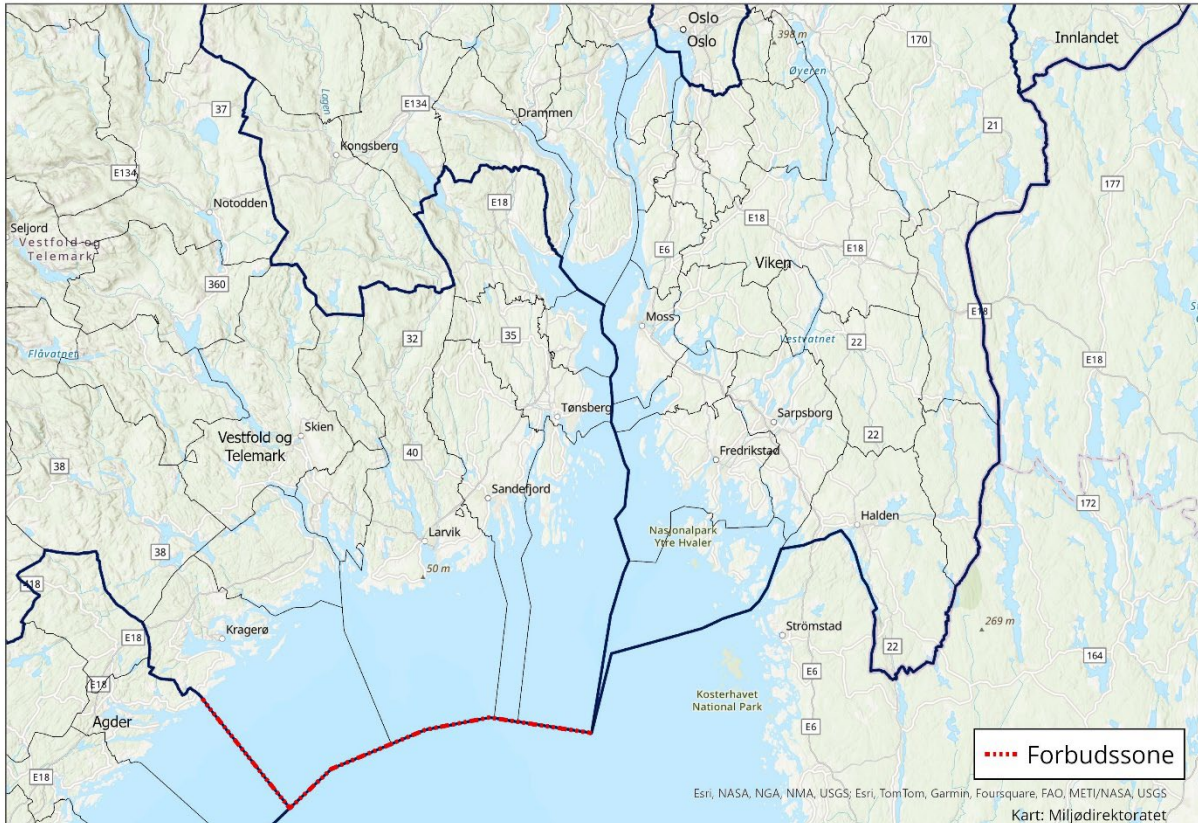 Oslo
Oslo
398 m
170
Innlandet
Øyeren
Lågen
37
E134
Drammen
21
Kongsberg
E134
177
Notodden
E18
Seljord
Vestfold og
Telemark
E18
E6
E18
Viken
360
E18
Moss
32
35
Vestvatnet
22
Flåvatnet
E18
Tønsberg
Sarpsborg
Skien
22
Vestfold og
Telemark
40
Fredrikstad
38
Sandefjord
172
Larvik
Halden
Nasjonalpark
Ytre Hvaler
38
50 m
418
Kragerø
E18
Strömstad
269 m
22
164
E6
E18
Kosterhavet
National Park
Agder
E6
E18
Forbudssone
Esri, NASA, NGA, NMA, USGS; Esri, TomTom, Garmin, Foursquare, FAO, METI/NASA, USGS
Kart: Miljødirektoratet